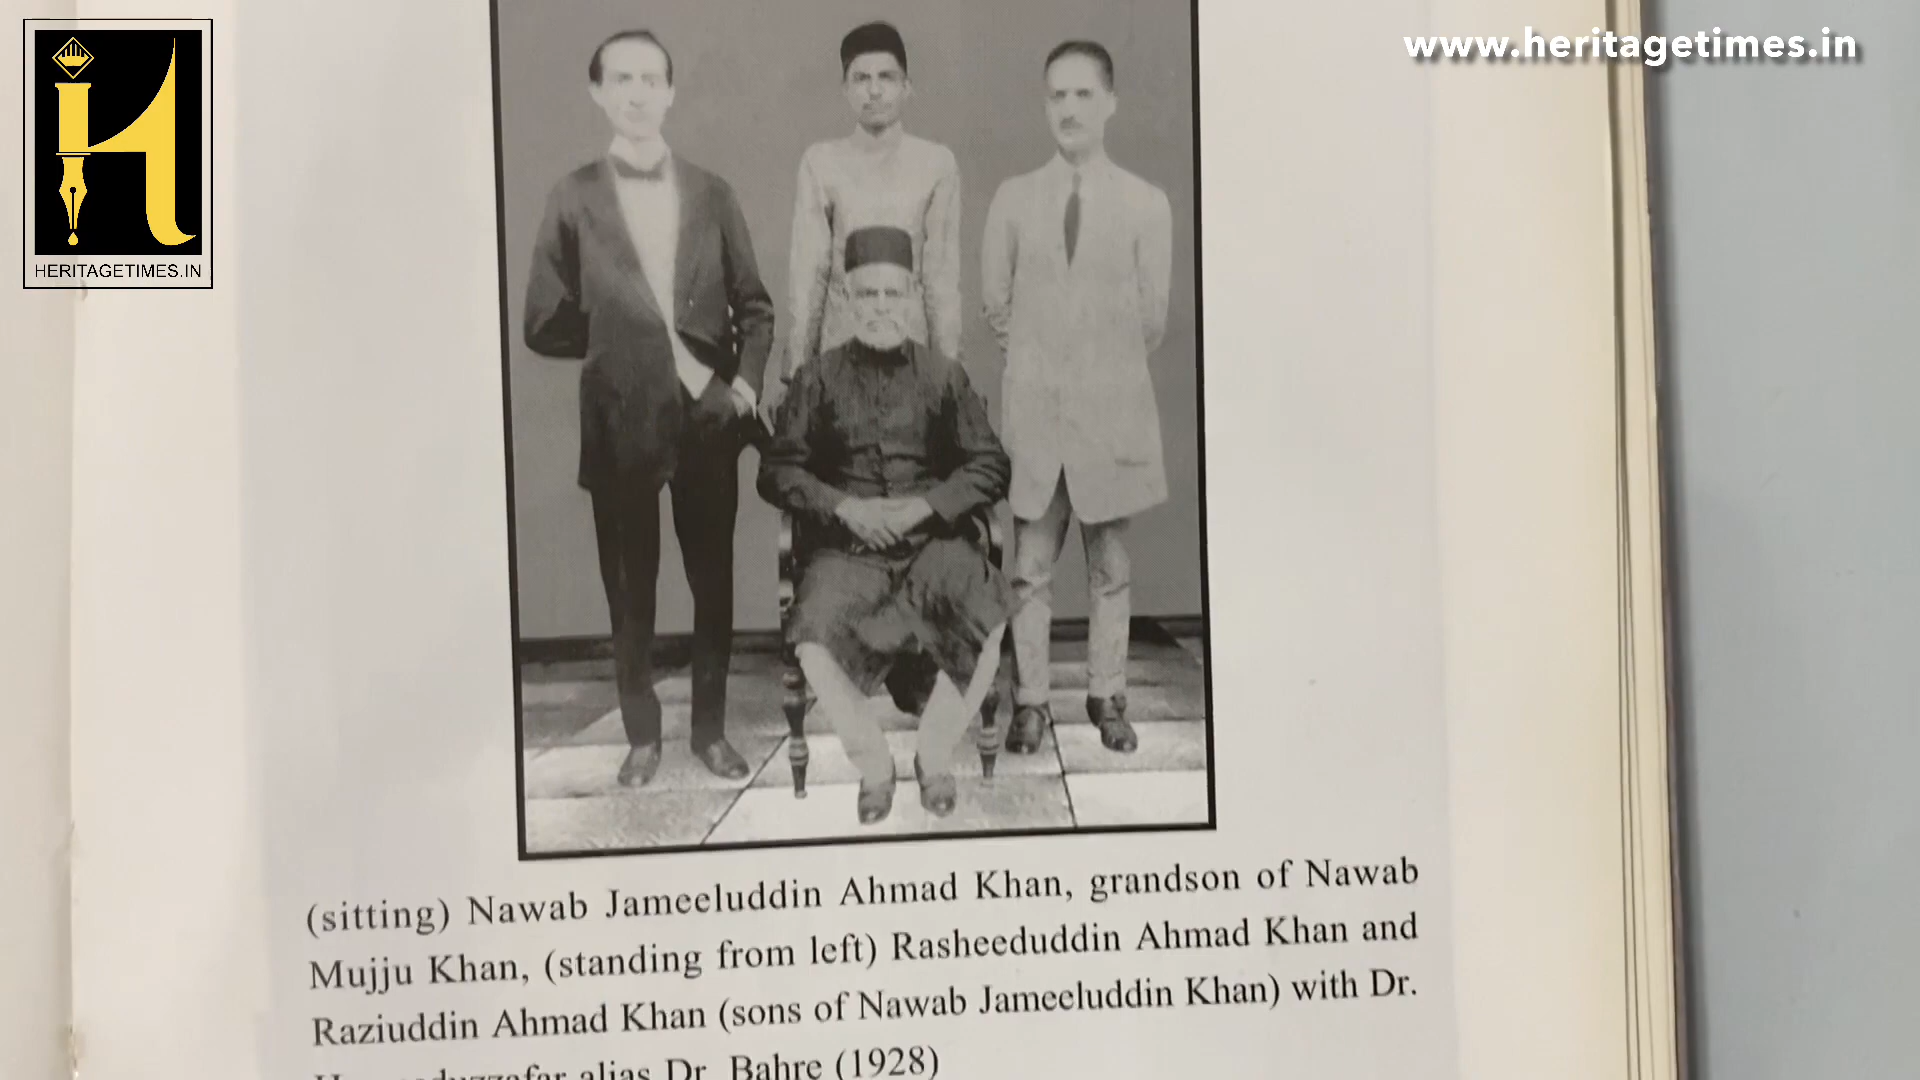 HERITAGETIMES.IN
www.heritagetimes.in
(sitting) Nawab Jameeluddin Ahmad Khan, grandson of Nawab
Mujju Khan, (standing from left) Rasheeduddin Ahmad Khan and
Raziuddin Ahmad Khan (sons of Nawab Jameeluddin Khan) with Dr.
alias Dr. Bahre (1928)